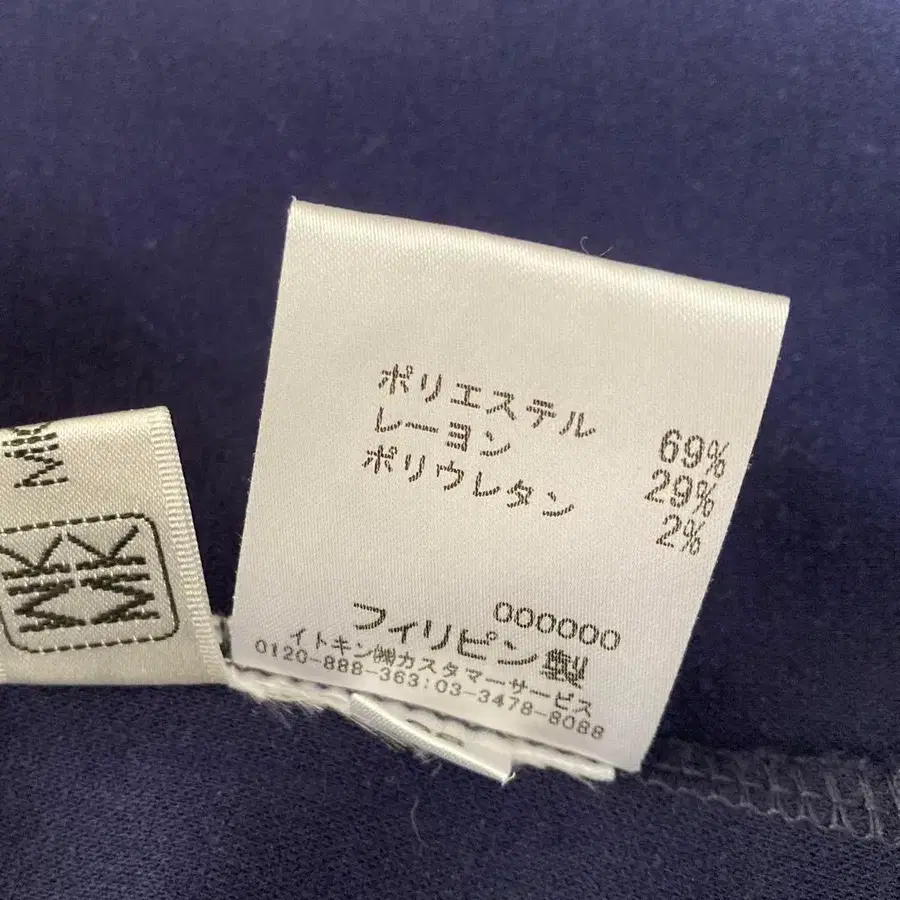 ポリエステル 69%
レーヨン 29%
ポリウレタン 2%
000000
フィリピン製
イトキン㈱カスタマーサービス
0120-888-363:03-3478-8088
MK
MK